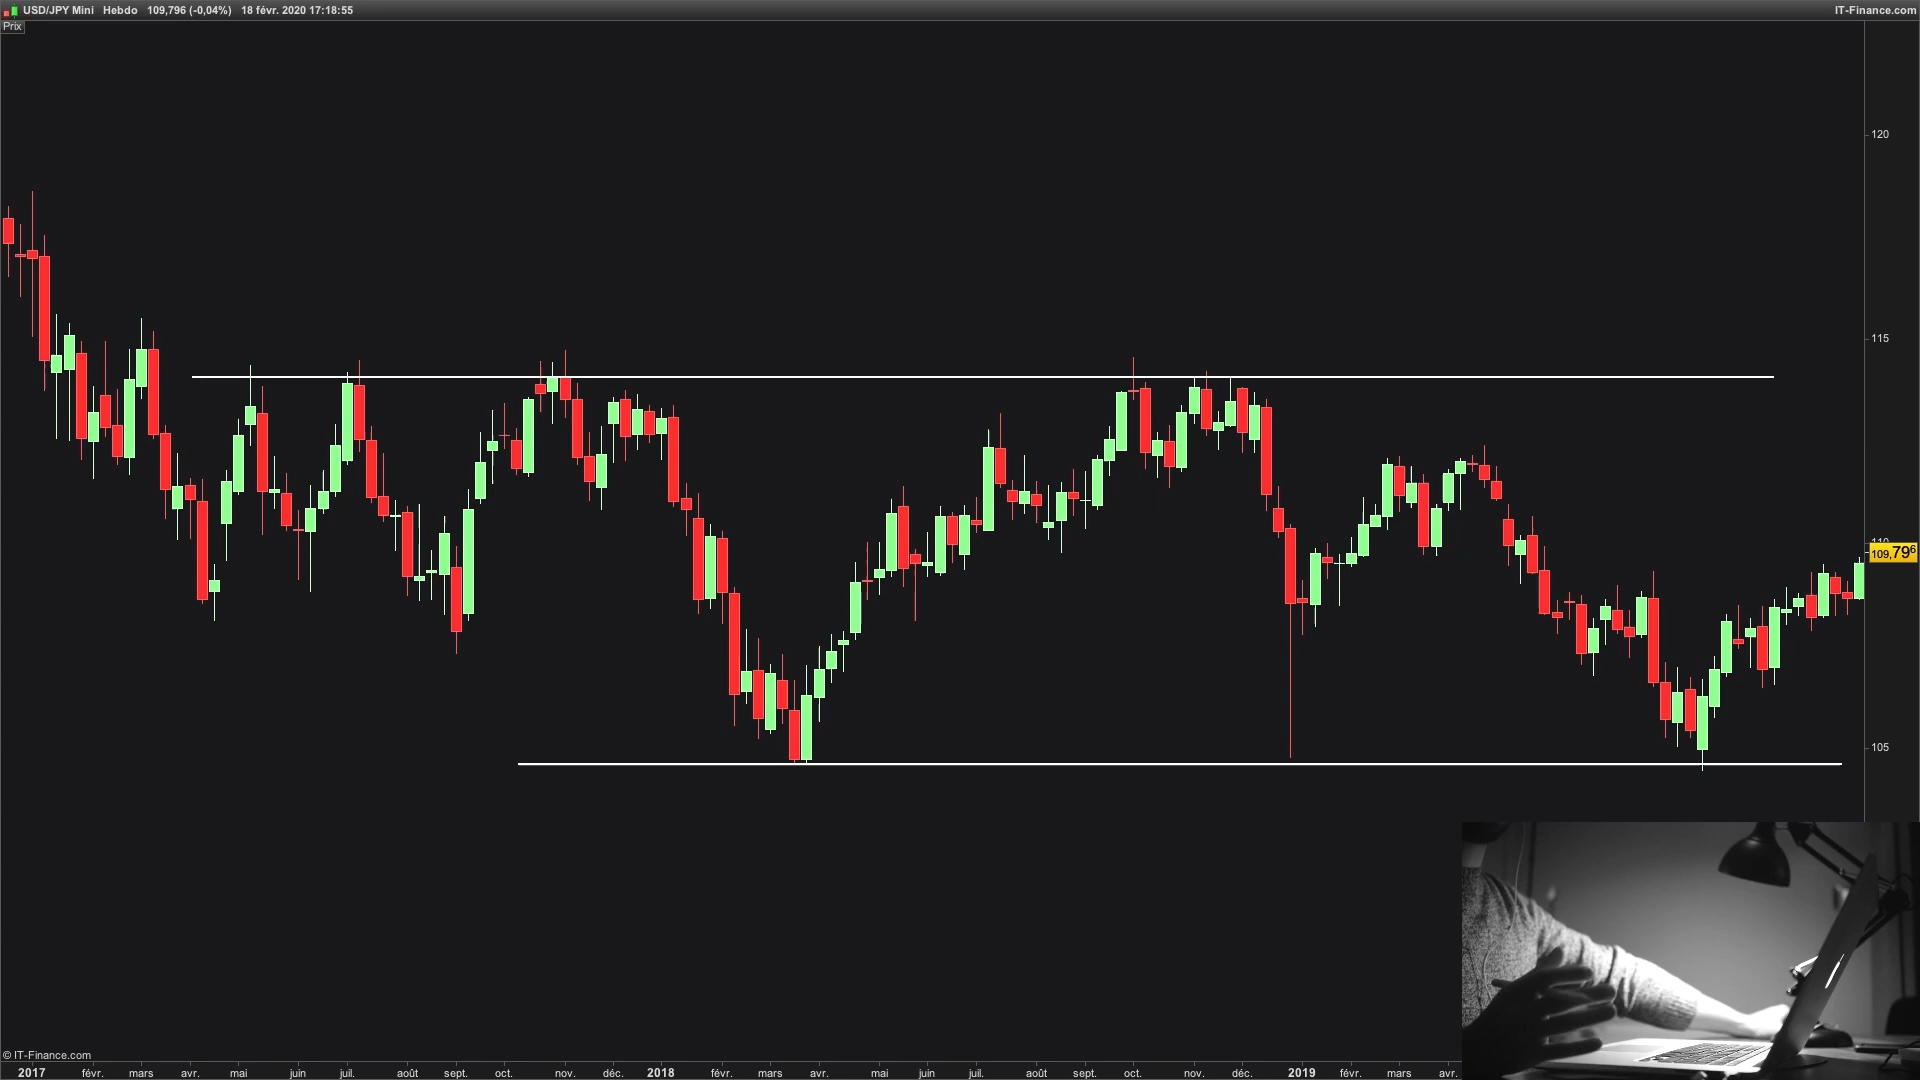 USD/JPY Mini Hebdo 109,796 (-0,04%) 18 févr. 2020 17:18:55
IT-Finance.com
Prix
120
115
110
109,796
105
© IT-Finance.com
2017 févr. mars avr. mai juin juil. août sept. oct. nov. déc. 2018 févr. mars avr. mai juin juil. août sept. oct. nov. déc. 2019 févr. mars avr.